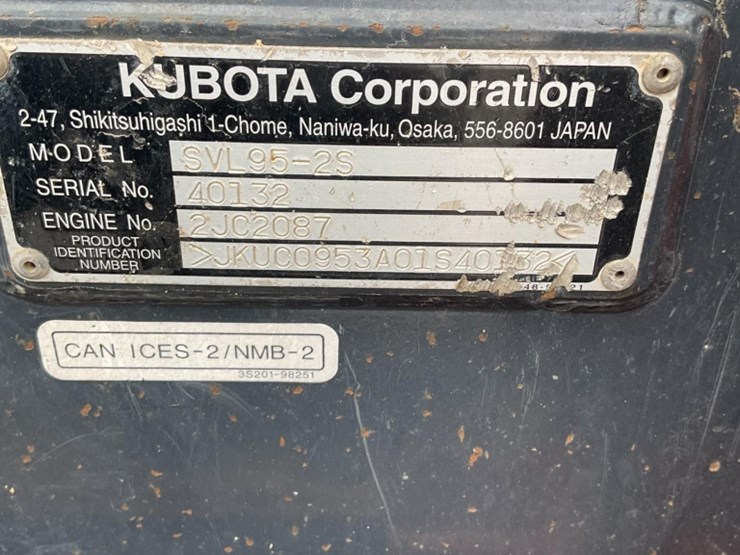 KUBOTA Corporation
2-47, Shikitsuhigashi 1-Chome, Naniwa-ku, Osaka, 556-8601 JAPAN
MODEL SVL95-2S
SERIAL No. 40132
ENGINE No. 2JC2087
PRODUCT IDENTIFICATION NUMBER >JKUC0953A01S40132<
CAN ICES-2/NMB-2
3S201-98251